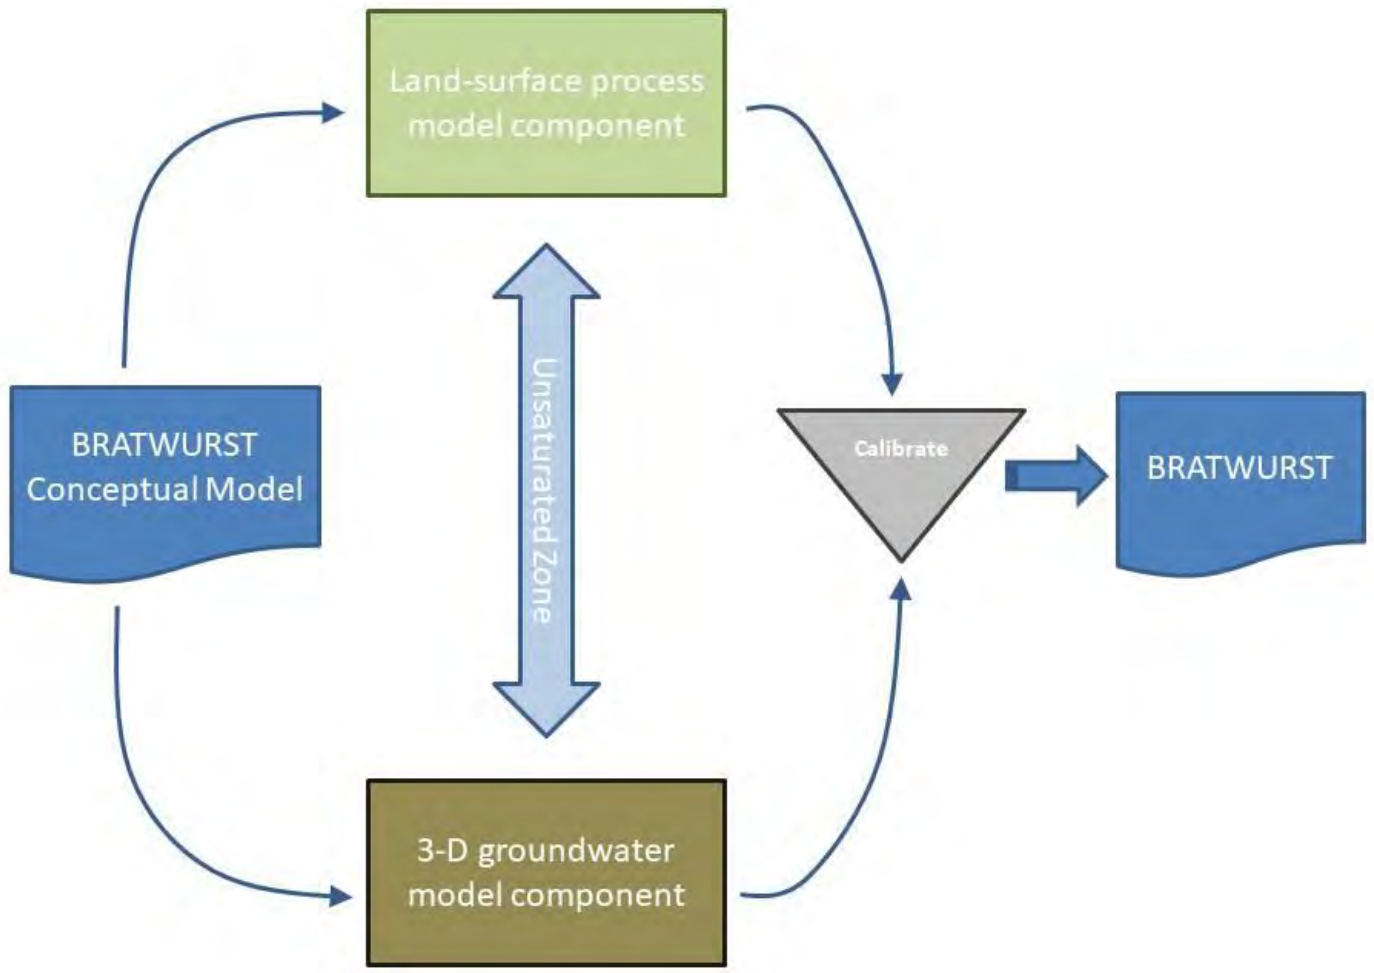 Land-surface process
model component
BRATWURST
Conceptual Model
Unsaturated Zone
Calibrate
BRATWURST
3-D groundwater
model component